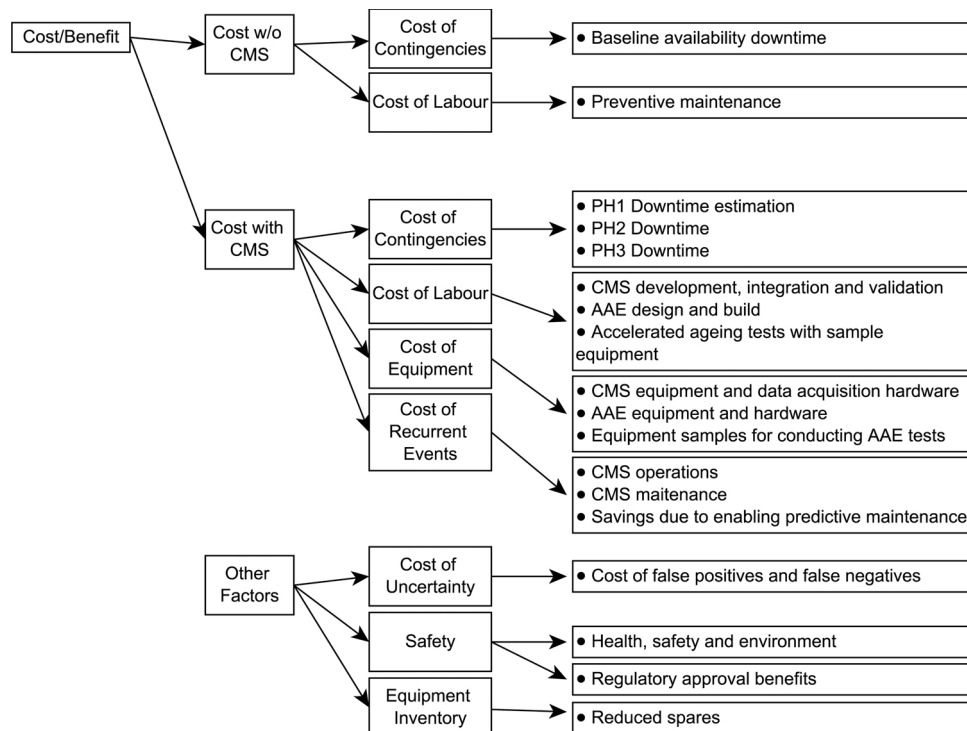 Cost/Benefit
Cost w/o
CMS
Cost of
Contingencies
● Baseline availability downtime
Cost of Labour
● Preventive maintenance
Cost with
CMS
Cost of
Contingencies
● PH1 Downtime estimation
● PH2 Downtime
● PH3 Downtime
Cost of Labour
● CMS development, integration and validation
● AAE design and build
● Accelerated ageing tests with sample
equipment
Cost of
Equipment
● CMS equipment and data acquisition hardware
● AAE equipment and hardware
● Equipment samples for conducting AAE tests
Cost of
Recurrent
Events
● CMS operations
● CMS maitenance
● Savings due to enabling predictive maintenance
Other
Factors
Cost of
Uncertainty
● Cost of false positives and false negatives
Safety
● Health, safety and environment
● Regulatory approval benefits
Equipment
Inventory
● Reduced spares